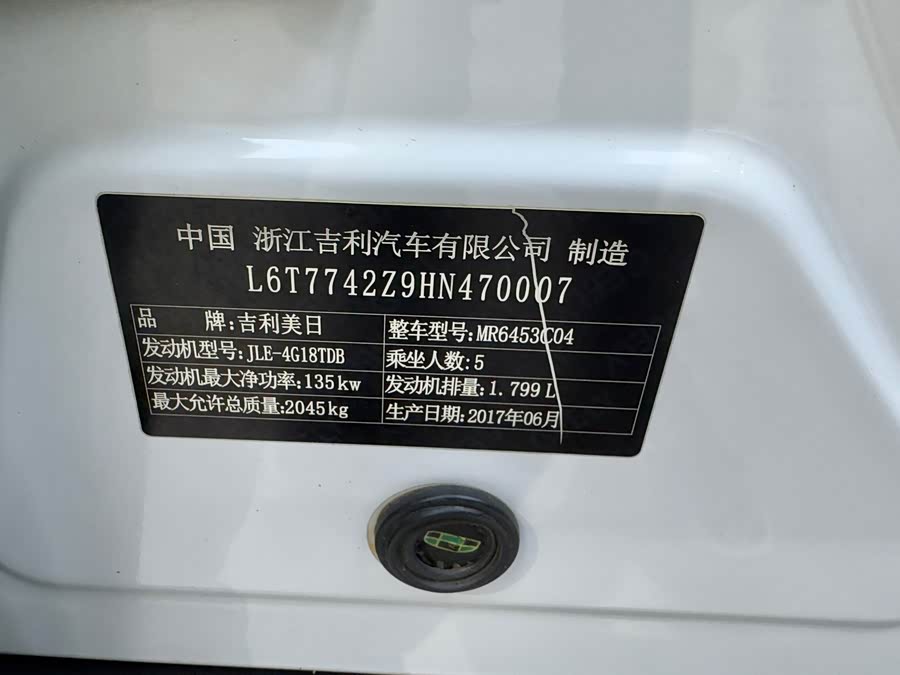 中国 浙江吉利汽车有限公司 制造
L6T7742Z9HN470007
品 牌:吉利美日 整车型号:MR6453C04
发动机型号:JLE-4G18TDB 乘坐人数:5
发动机最大净功率:135kw 发动机排量:1.799L
最大允许总质量:2045kg 生产日期:2017年06月